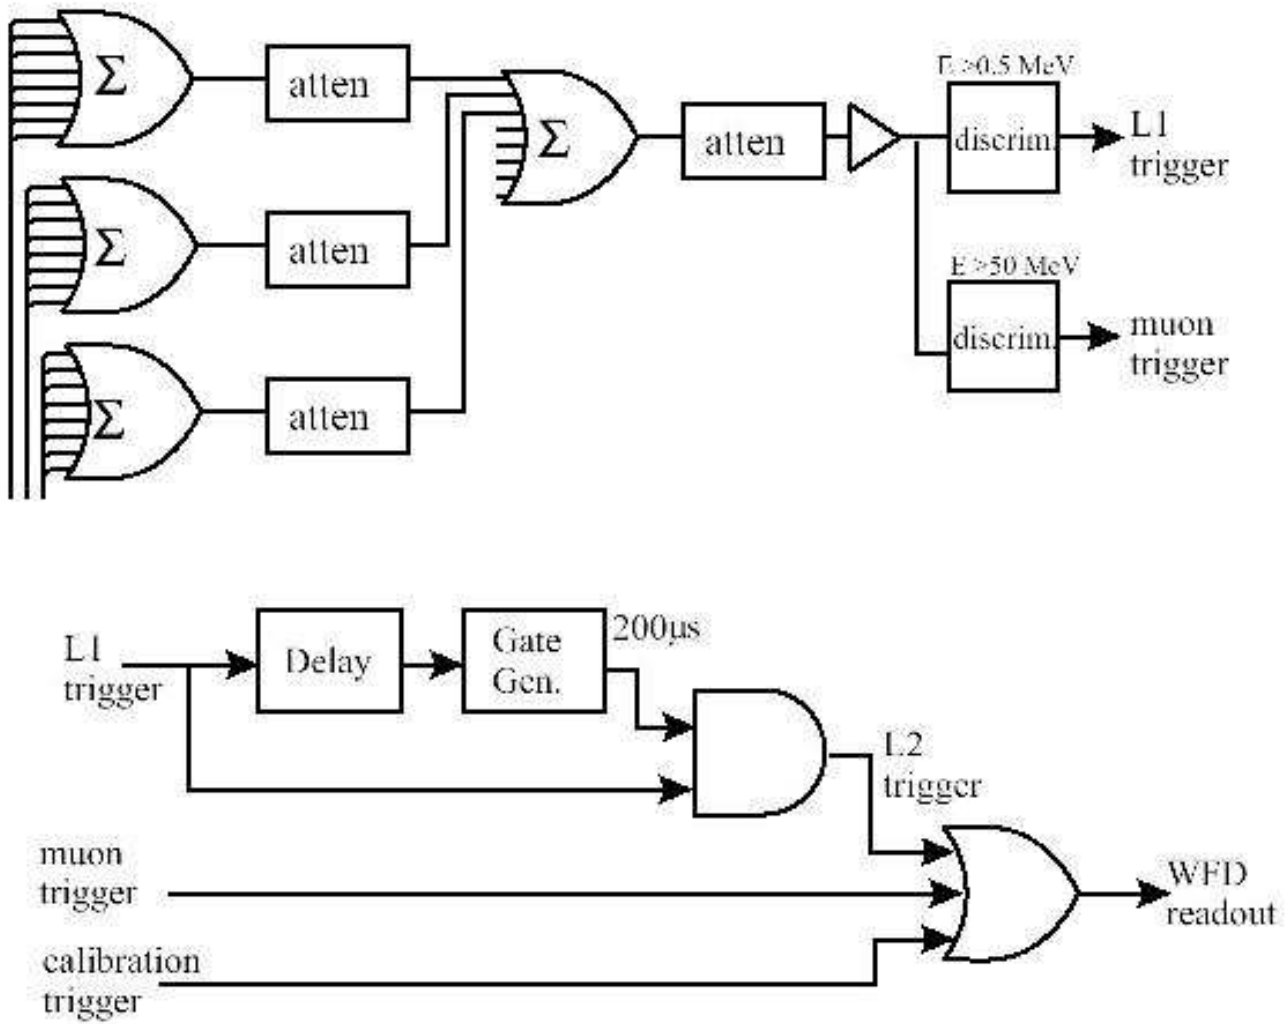 Σ
atten
Σ
atten
E >0.5 MeV
discrim.
L1
trigger
Σ
atten
E >50 MeV
discrim.
muon
trigger
Σ
atten
L1
trigger
Delay
Gate
Gen.
200μs
L2
trigger
muon
trigger
WFD
readout
calibration
trigger